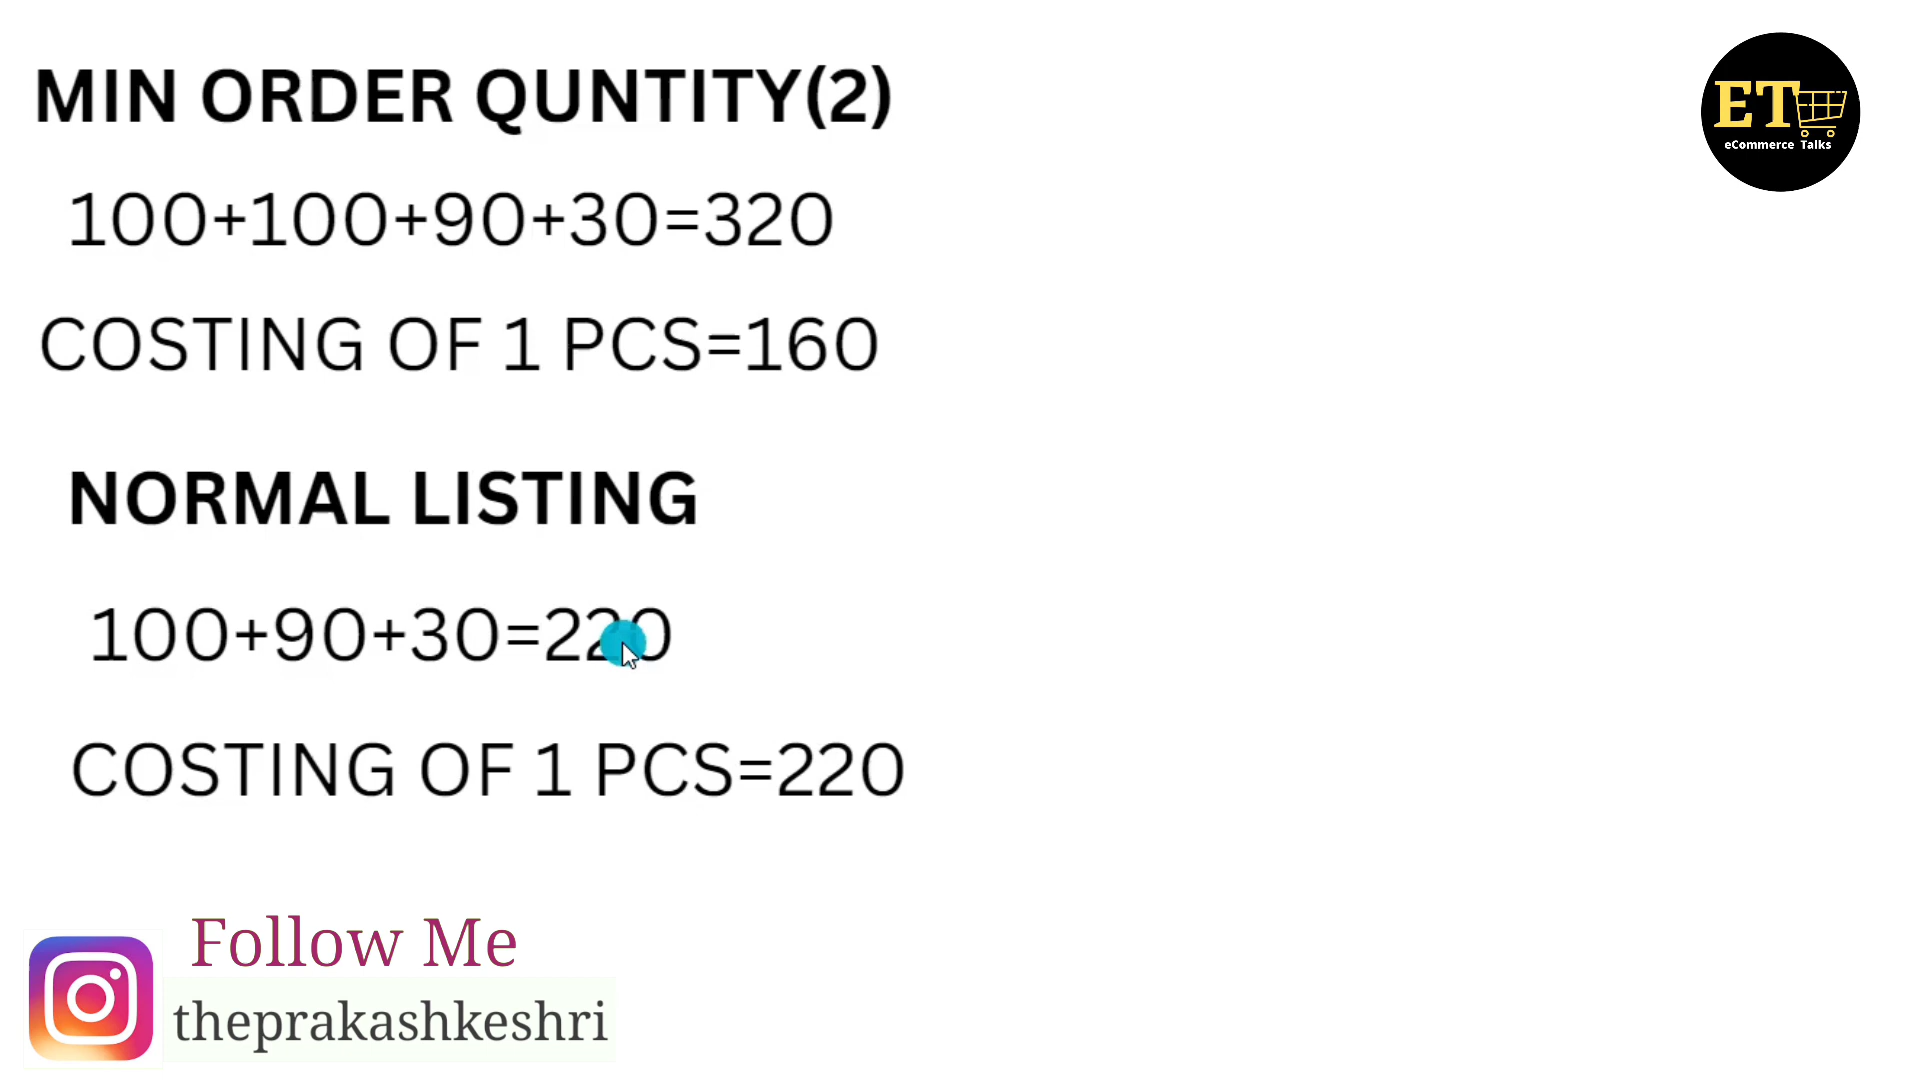 MIN ORDER QUNTITY(2)
100+100+90+30=320
COSTING OF 1 PCS=160
NORMAL LISTING
100+90+30=220
COSTING OF 1 PCS=220
ET
eCommerce Talks
Follow Me
theprakashkeshri